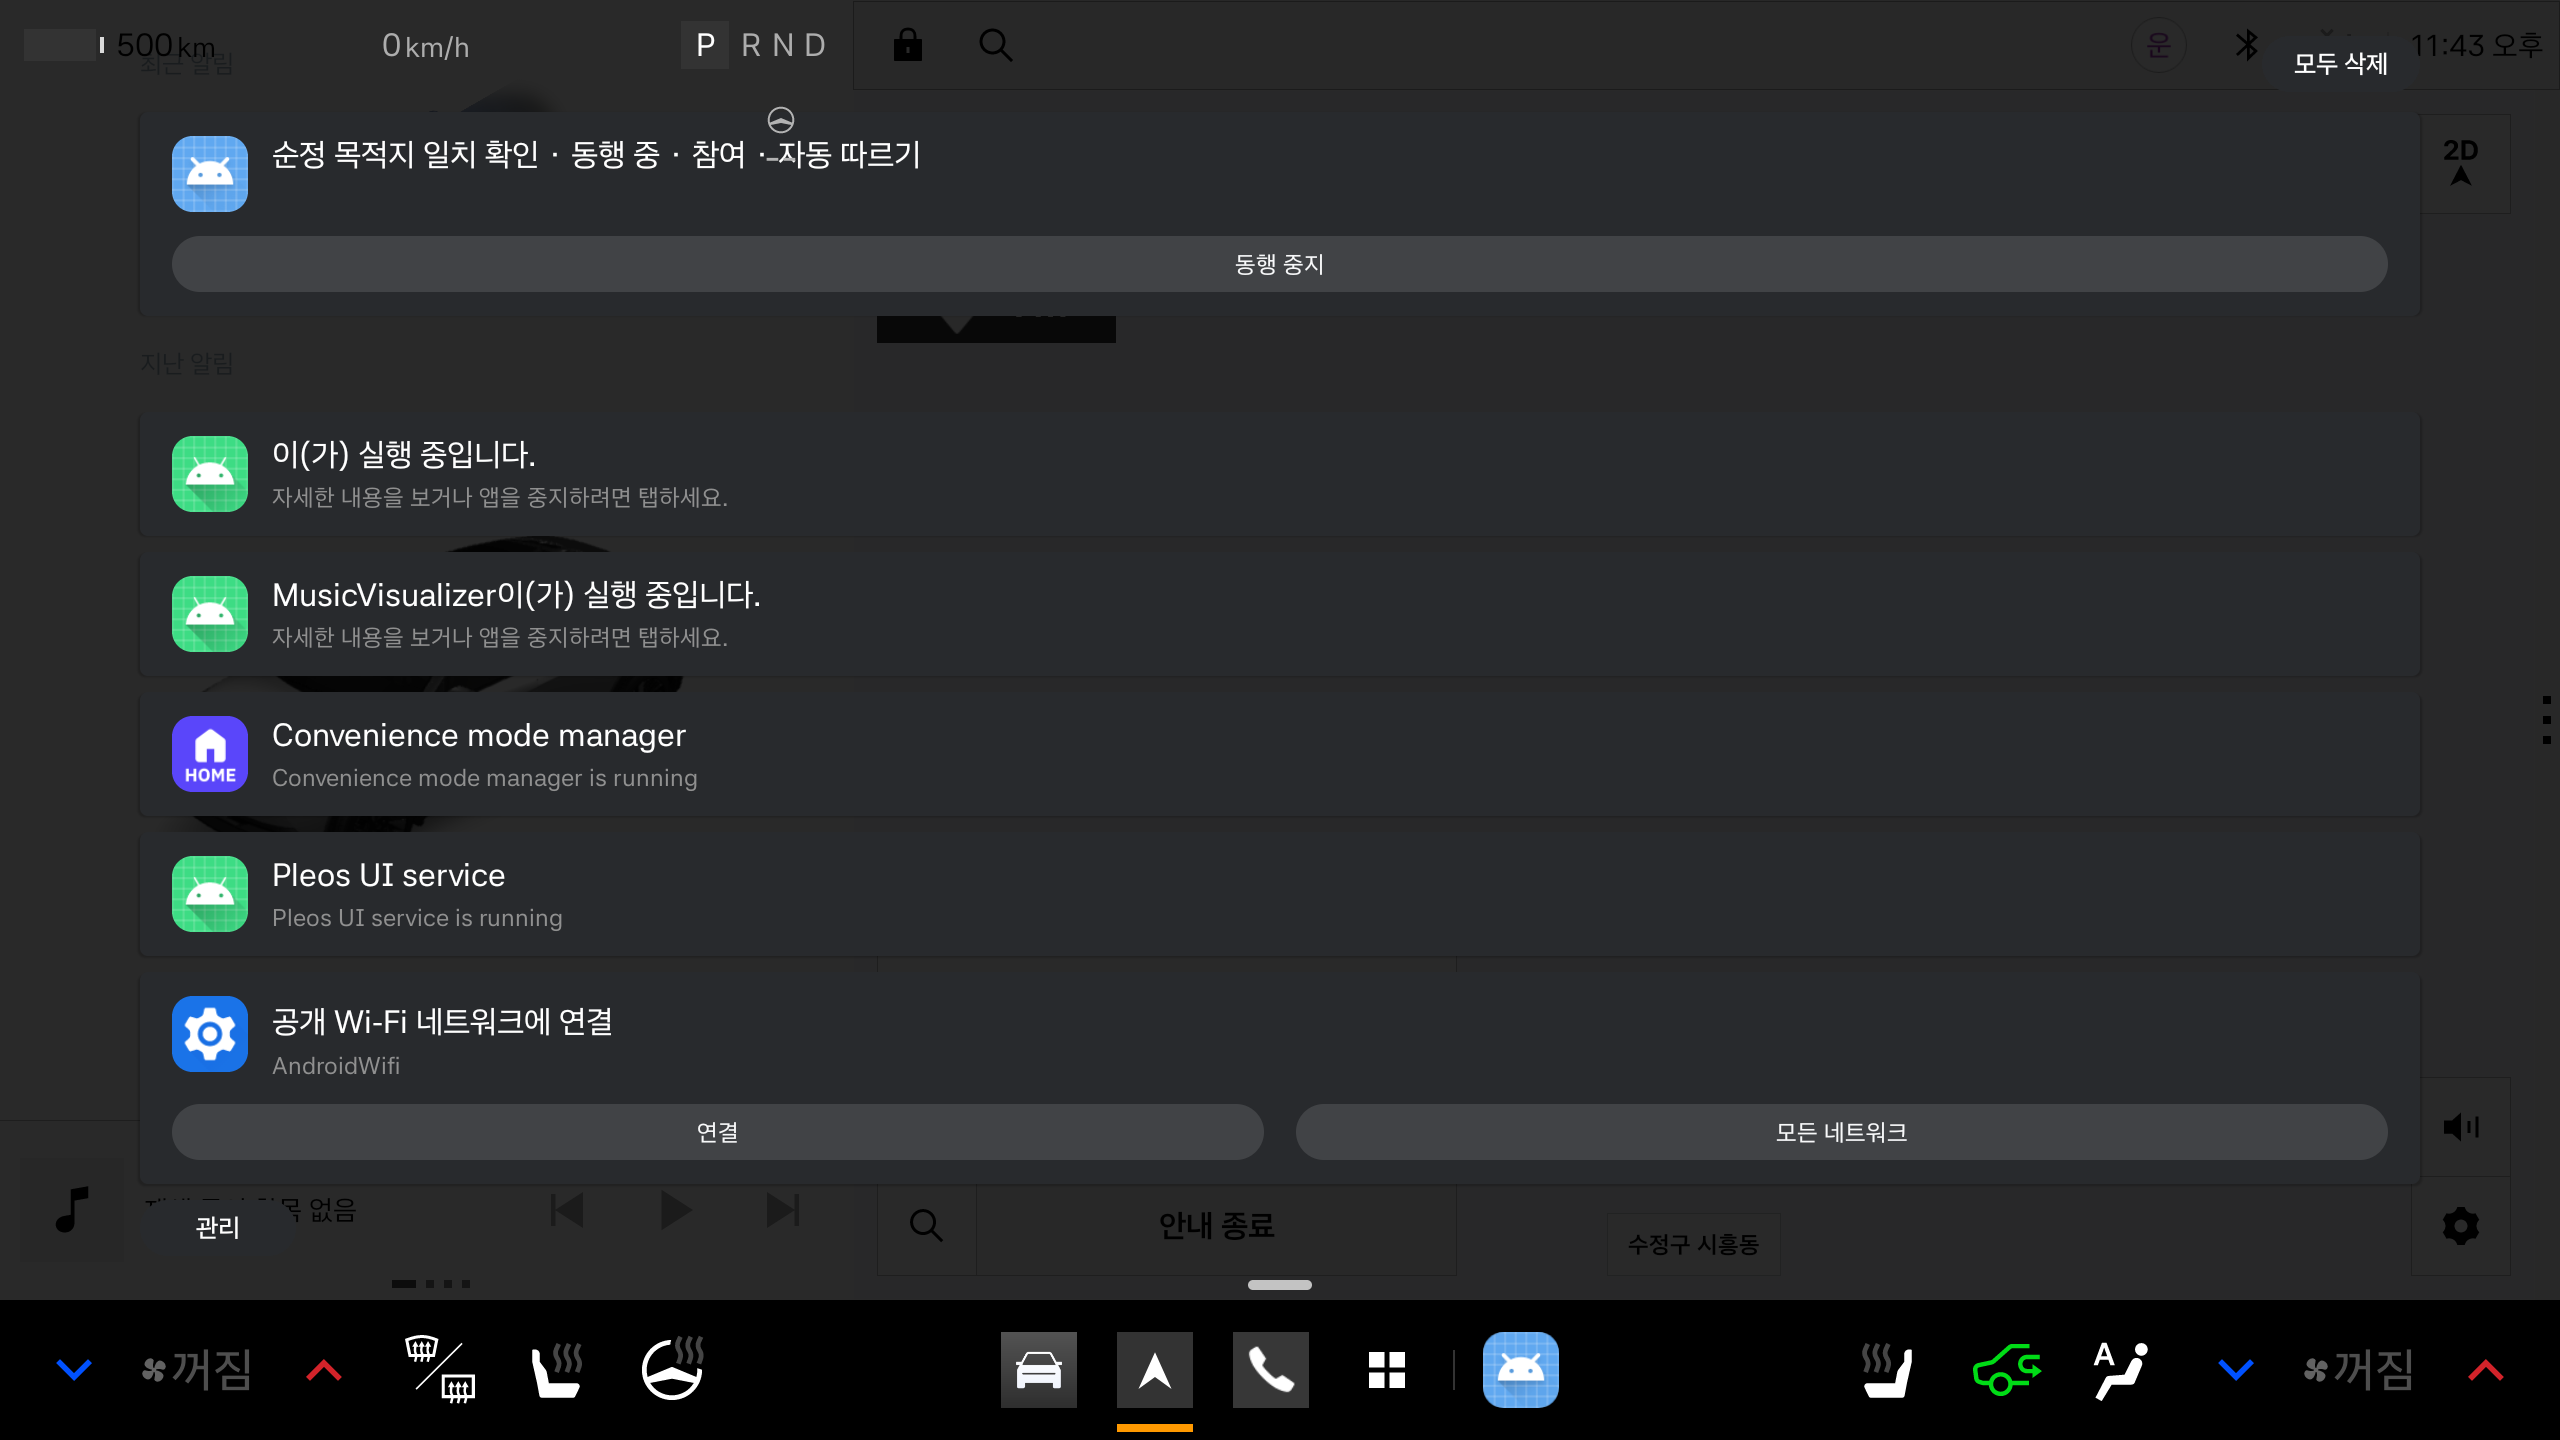 500 km
0 km/h
P R N D
운
11:43 오후
최근 알림
모두 삭제
순정 목적지 일치 확인 · 동행 중 · 참여 · 자동 따르기
2D
동행 중지
지난 알림
이(가) 실행 중입니다.
자세한 내용을 보거나 앱을 중지하려면 탭하세요.
MusicVisualizer이(가) 실행 중입니다.
자세한 내용을 보거나 앱을 중지하려면 탭하세요.
Convenience mode manager
HOME
Convenience mode manager is running
Pleos UI service
Pleos UI service is running
공개 Wi-Fi 네트워크에 연결
AndroidWifi
연결
모든 네트워크
없음
관리
안내 종료
수정구 시흥동
꺼짐
A
꺼짐